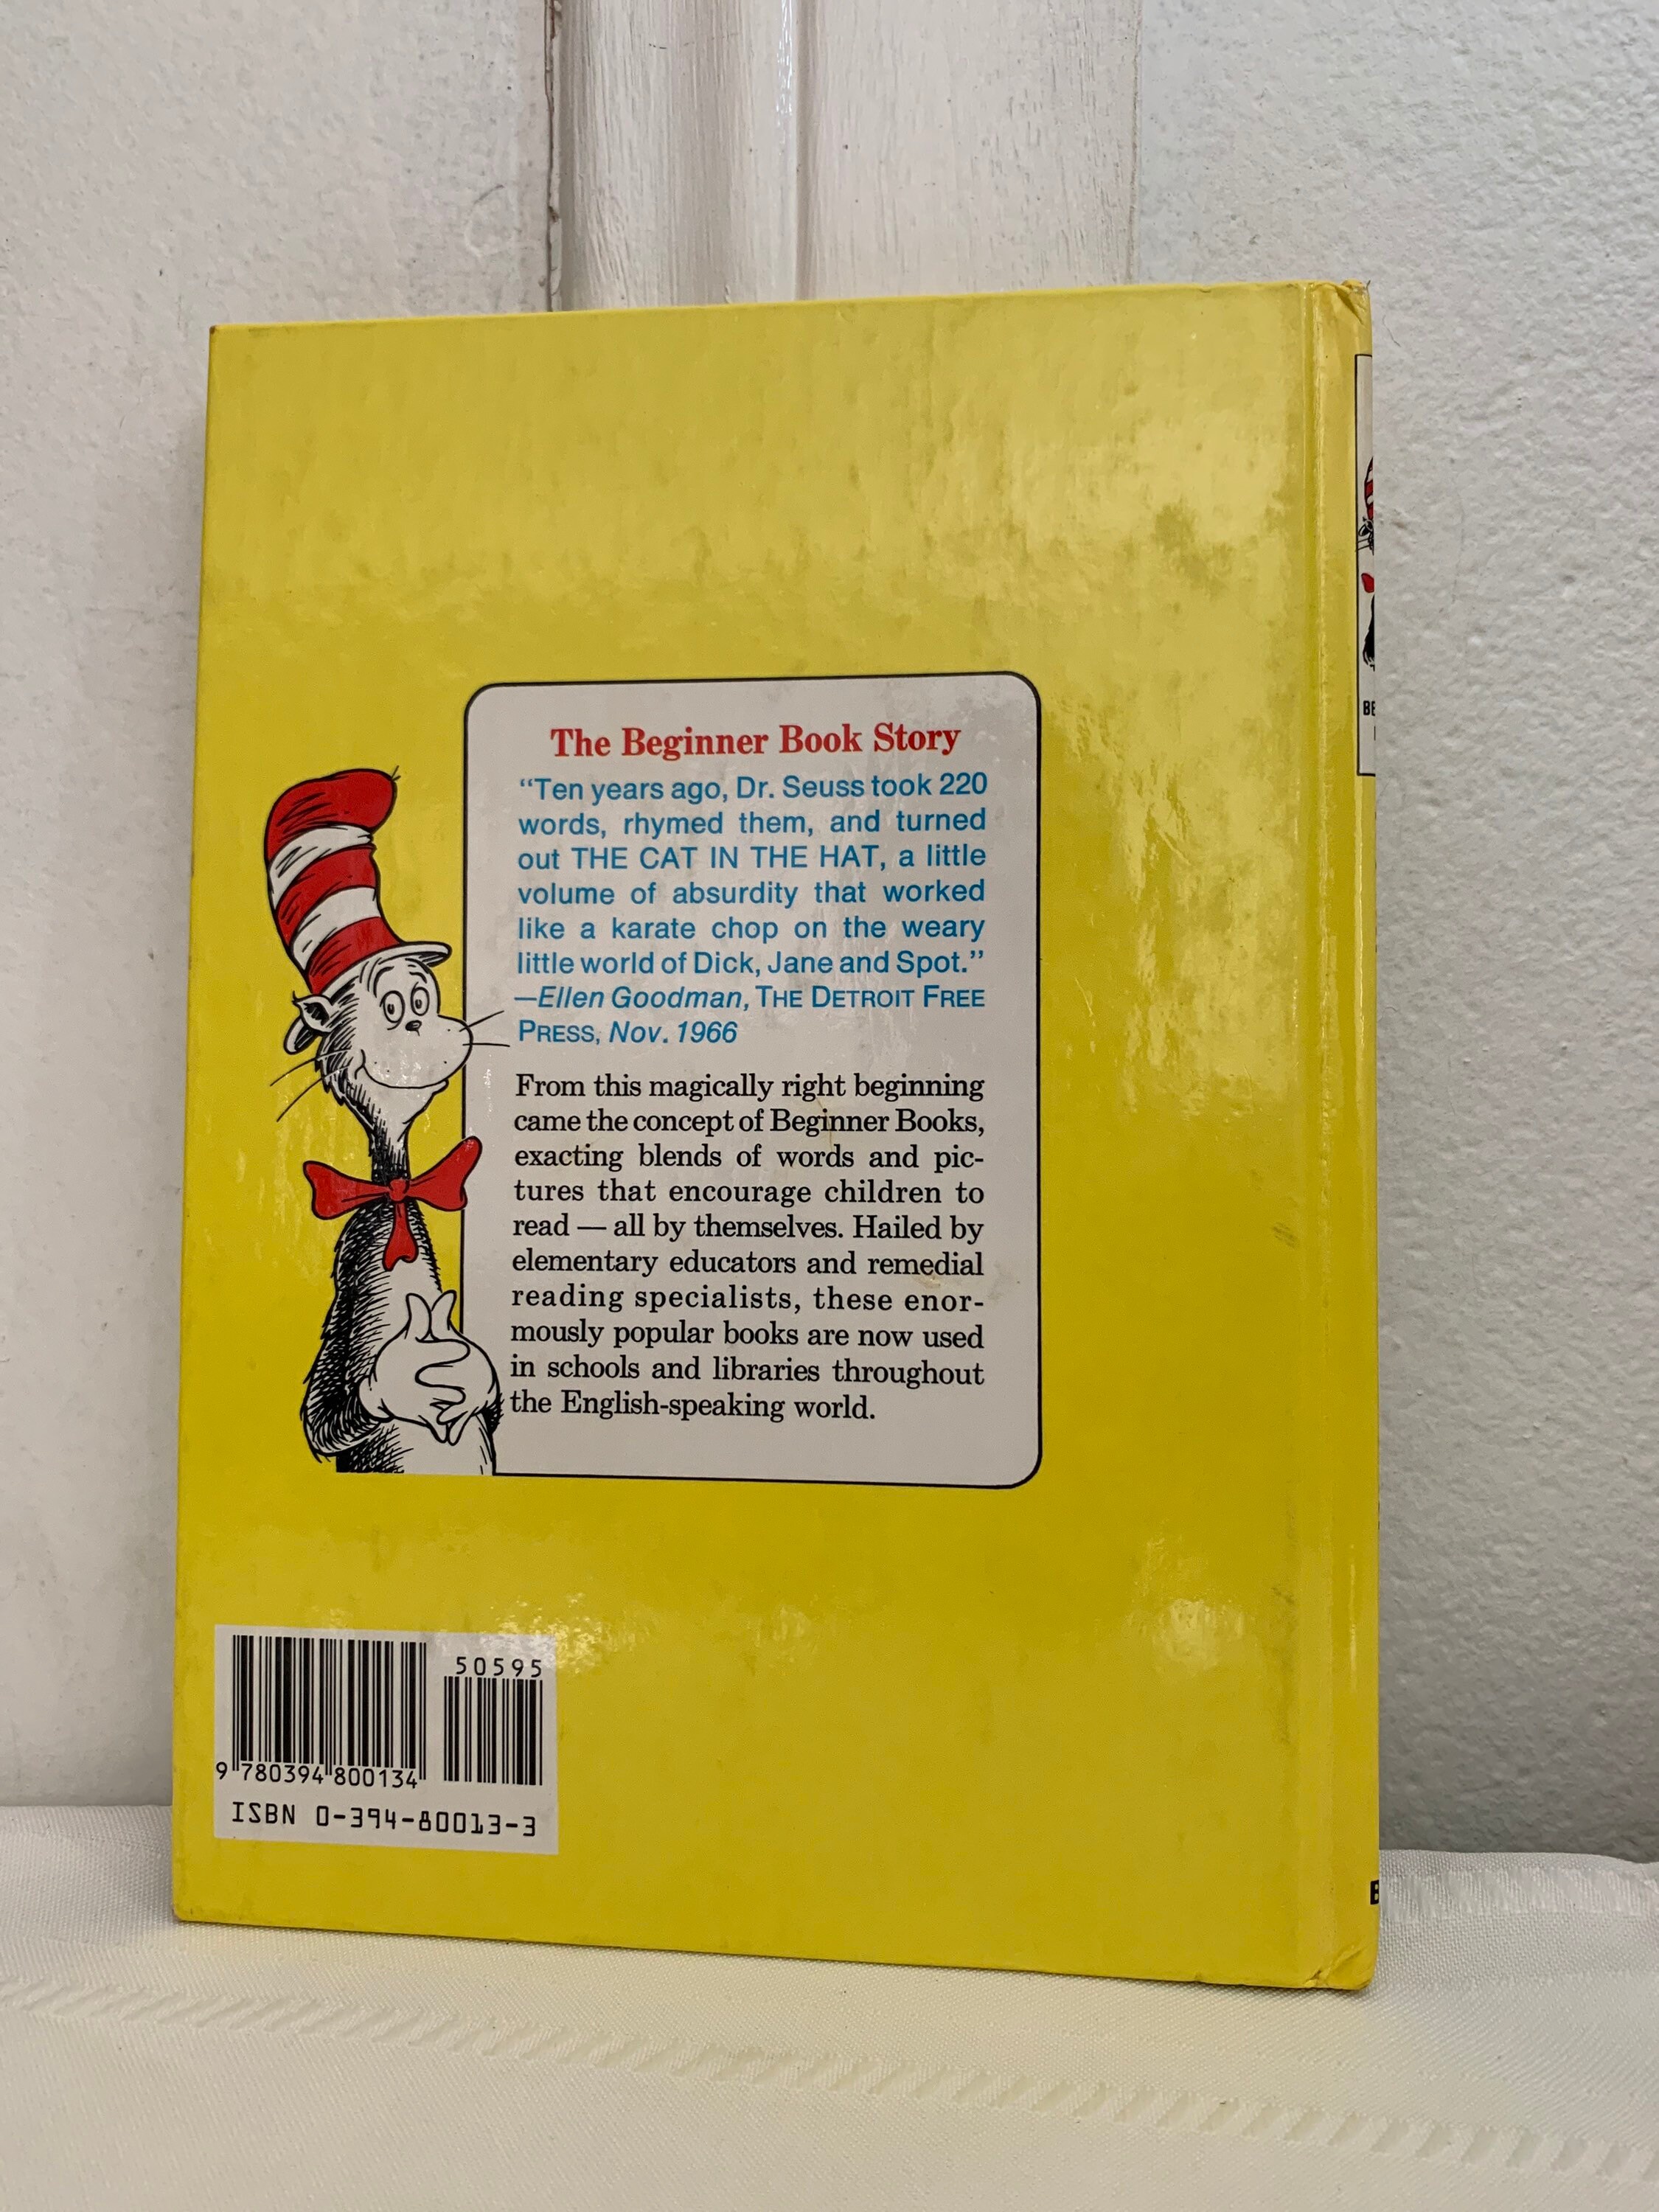 The Beginner Book Story
“Ten years ago, Dr. Seuss took 220
words, rhymed them, and turned
out THE CAT IN THE HAT, a little
volume of absurdity that worked
like a karate chop on the weary
little world of Dick, Jane and Spot.”
—Ellen Goodman, THE DETROIT FREE
PRESS, Nov. 1966
From this magically right beginning
came the concept of Beginner Books,
exacting blends of words and pic-
tures that encourage children to
read — all by themselves. Hailed by
elementary educators and remedial
reading specialists, these enor-
mously popular books are now used
in schools and libraries throughout
the English-speaking world.
50595
9 780394 800134
ISBN 0-394-80013-3